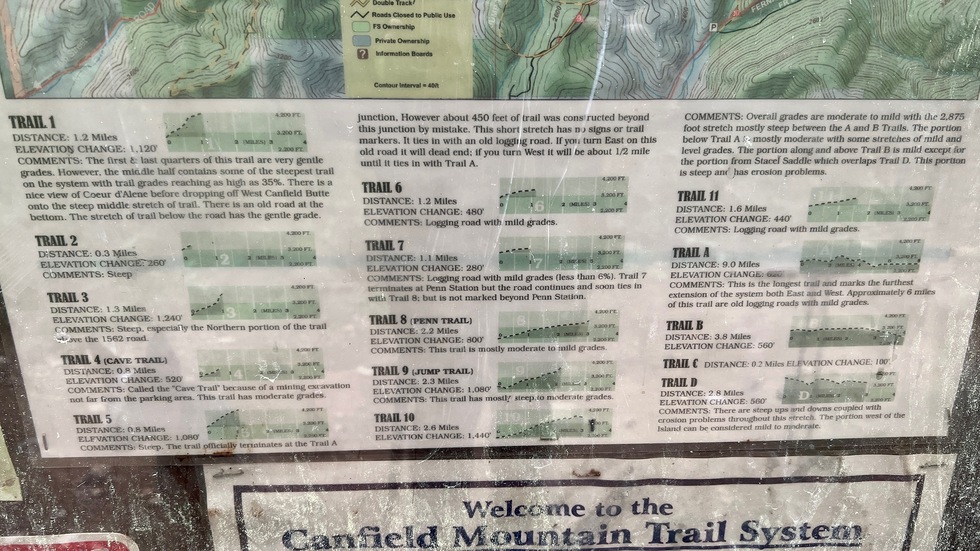 Double Track
Roads Closed to Public Use
FS Ownership
Private Ownership
Information Boards
Contour Interval = 40ft
TRAIL 1
DISTANCE: 1.2 Miles
ELEVATION CHANGE: 1,120'
COMMENTS: The first & last quarters of this trail are very gentle
grades. However, the middle half contains some of the steepest trail
on the system with trail grades reaching as high as 35%. There is a
nice view of Coeur d'Alene before dropping off West Canfield Butte
onto the steep middle stretch of trail. There is an old road at the
bottom. The stretch of trail below the road has the gentle grade.
TRAIL 2
DISTANCE: 0.3 Miles
ELEVATION CHANGE: 260'
COMMENTS: Steep
TRAIL 3
DISTANCE: 1.3 Miles
ELEVATION CHANGE: 1,240'
COMMENTS: Steep, especially the Northern portion of the trail
above the 1562 road.
TRAIL 4 (CAVE TRAIL)
DISTANCE: 0.8 Miles
ELEVATION CHANGE: 520'
COMMENTS: Called the "Cave Trail" because of a mining excavation
not far from the parking area. This trail has moderate grades.
TRAIL 5
DISTANCE: 0.8 Miles
ELEVATION CHANGE: 1,080'
COMMENTS: Steep. The trail officially terminates at the Trail A
junction. However about 450 feet of trail was constructed beyond
this junction by mistake. This short stretch has no signs or trail
markers. It ties in with an old logging road. If you turn East on this
old road it will dead end; if you turn West it will be about 1/2 mile
until it ties in with Trail A.
TRAIL 6
DISTANCE: 1.2 Miles
ELEVATION CHANGE: 480'
COMMENTS: Logging road with mild grades.
TRAIL 7
DISTANCE: 1.1 Miles
ELEVATION CHANGE: 280'
COMMENTS: Logging road with mild grades (less than 6%). Trail 7
terminates at Penn Station but the road continues and soon ties in
with Trail 8; but is not marked beyond Penn Station.
TRAIL 8 (PENN TRAIL)
DISTANCE: 2.2 Miles
ELEVATION CHANGE: 800'
COMMENTS: This trail is mostly moderate to mild grades.
TRAIL 9 (JUMP TRAIL)
DISTANCE: 2.3 Miles
ELEVATION CHANGE: 1,080'
COMMENTS: This trail has mostly steep to moderate grades.
TRAIL 10
DISTANCE: 2.6 Miles
ELEVATION CHANGE: 1,440'
COMMENTS: Overall grades are moderate to mild with the 2,875
foot stretch mostly steep between the A and B Trails. The portion
below Trail A is mostly moderate with some stretches of mild and
level grades. The portion along and above Trail B is mild except for
the portion from Stacel Saddle which overlaps Trail D. This portion
is steep and has erosion problems.
TRAIL 11
DISTANCE: 1.6 Miles
ELEVATION CHANGE: 440'
COMMENTS: Logging road with mild grades.
TRAIL A
DISTANCE: 9.0 Miles
ELEVATION CHANGE:
COMMENTS: This is the longest trail and marks the furthest
extension of the system both East and West. Approximately 6 miles
of this trail are old logging roads with mild grades.
TRAIL B
DISTANCE: 3.8 Miles
ELEVATION CHANGE: 560'
TRAIL C DISTANCE: 0.2 Miles ELEVATION CHANGE: 100'
TRAIL D
DISTANCE: 2.8 Miles
ELEVATION CHANGE: 560'
COMMENTS: There are steep ups and downs coupled with
erosion problems throughout this stretch. The portion west of the
Island can be considered mild to moderate.
Welcome to the
Canfield Mountain Trail System